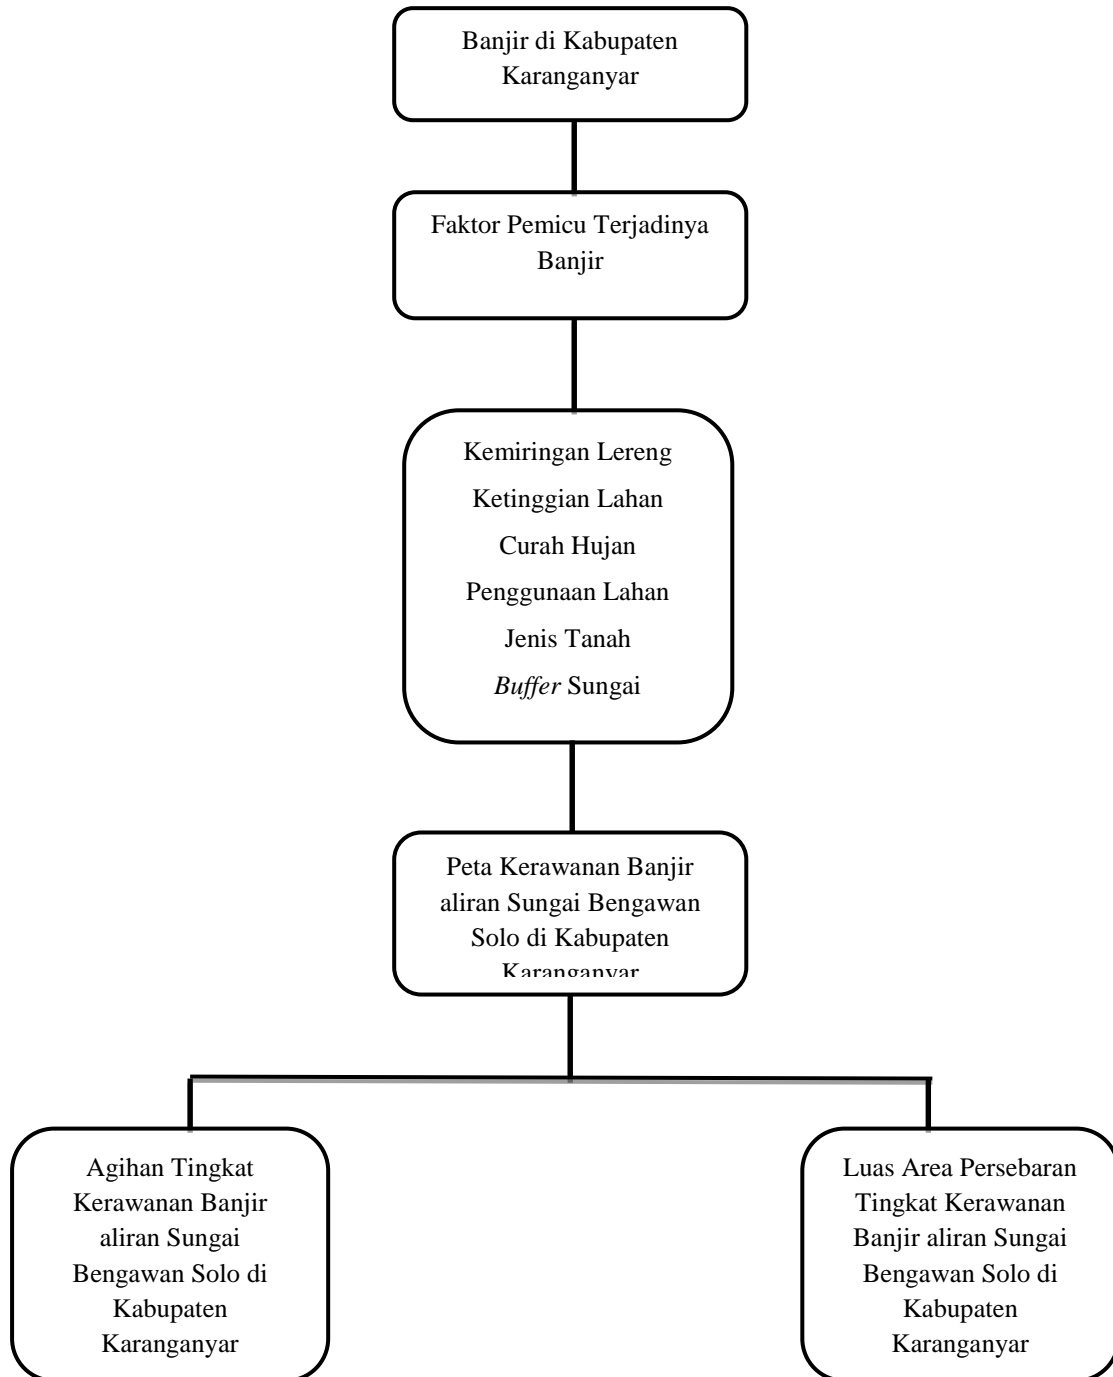 Banjir di Kabupaten
Karanganyar
Faktor Pemicu Terjadinya
Banjir
Kemiringan Lereng
Ketinggian Lahan
Curah Hujan
Penggunaan Lahan
Jenis Tanah
Buffer Sungai
Peta Kerawanan Banjir
aliran Sungai Bengawan
Solo di Kabupaten
Karanganyar
Agihan Tingkat
Kerawanan Banjir
aliran Sungai
Bengawan Solo di
Kabupaten
Karanganyar
Luas Area Persebaran
Tingkat Kerawanan
Banjir aliran Sungai
Bengawan Solo di
Kabupaten
Karanganyar